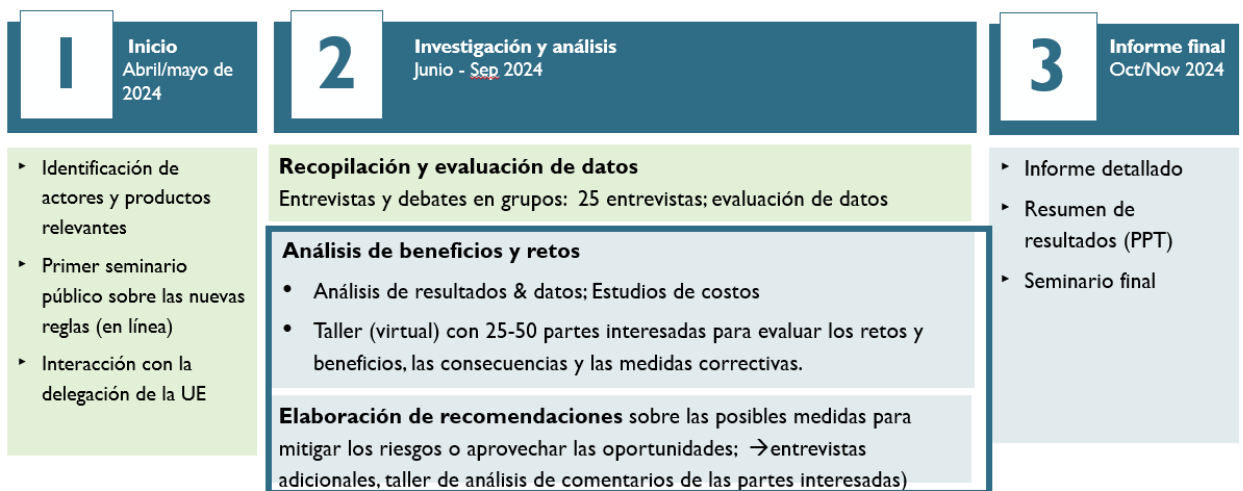 1
Inicio
Abril/mayo de
2024
2
Investigación y análisis
Junio - Sep 2024
3
Informe final
Oct/Nov 2024
‣ Identificación de
actores y productos
relevantes
‣ Primer seminario
público sobre las nuevas
reglas (en línea)
‣ Interacción con la
delegación de la UE
Recopilación y evaluación de datos
Entrevistas y debates en grupos: 25 entrevistas; evaluación de datos
Análisis de beneficios y retos
• Análisis de resultados & datos; Estudios de costos
• Taller (virtual) con 25-50 partes interesadas para evaluar los retos y
beneficios, las consecuencias y las medidas correctivas.
Elaboración de recomendaciones sobre las posibles medidas para
mitigar los riesgos o aprovechar las oportunidades; →entrevistas
adicionales, taller de análisis de comentarios de las partes interesadas)
‣ Informe detallado
‣ Resumen de
resultados (PPT)
‣ Seminario final